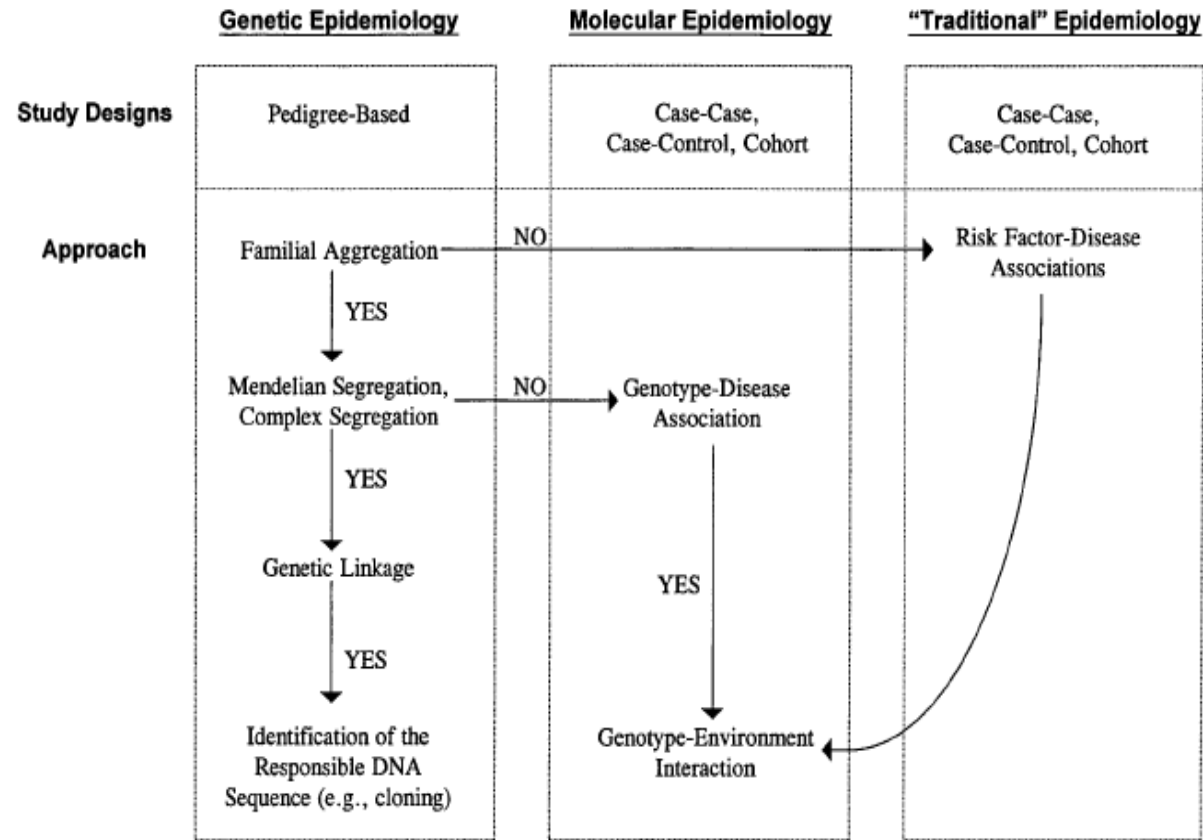 Genetic Epidemiology
Molecular Epidemiology
“Traditional” Epidemiology
Study Designs
Pedigree-Based
Case-Case,
Case-Control, Cohort
Case-Case,
Case-Control, Cohort
Approach
Familial Aggregation
NO
Risk Factor-Disease
Associations
YES
Mendelian Segregation,
Complex Segregation
NO
Genotype-Disease
Association
YES
Genetic Linkage
YES
YES
Identification of the
Responsible DNA
Sequence (e.g., cloning)
Genotype-Environment
Interaction